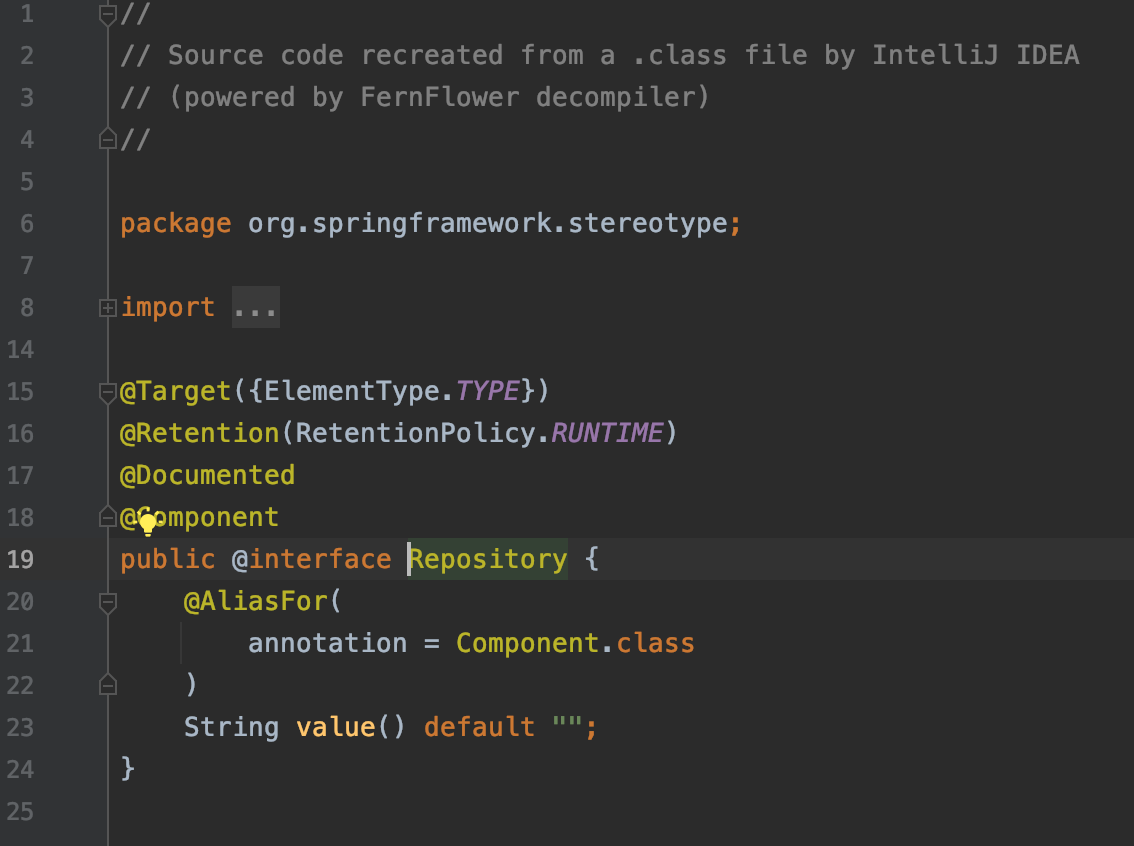 1 //
2 // Source code recreated from a .class file by IntelliJ IDEA
3 // (powered by FernFlower decompiler)
4 //
5
6 package org.springframework.stereotype;
7
8 import ...
14
15 @Target({ElementType.TYPE})
16 @Retention(RetentionPolicy.RUNTIME)
17 @Documented
18 @Component
19 public @interface Repository {
20     @AliasFor(
21         annotation = Component.class
22     )
23     String value() default "";
24 }
25